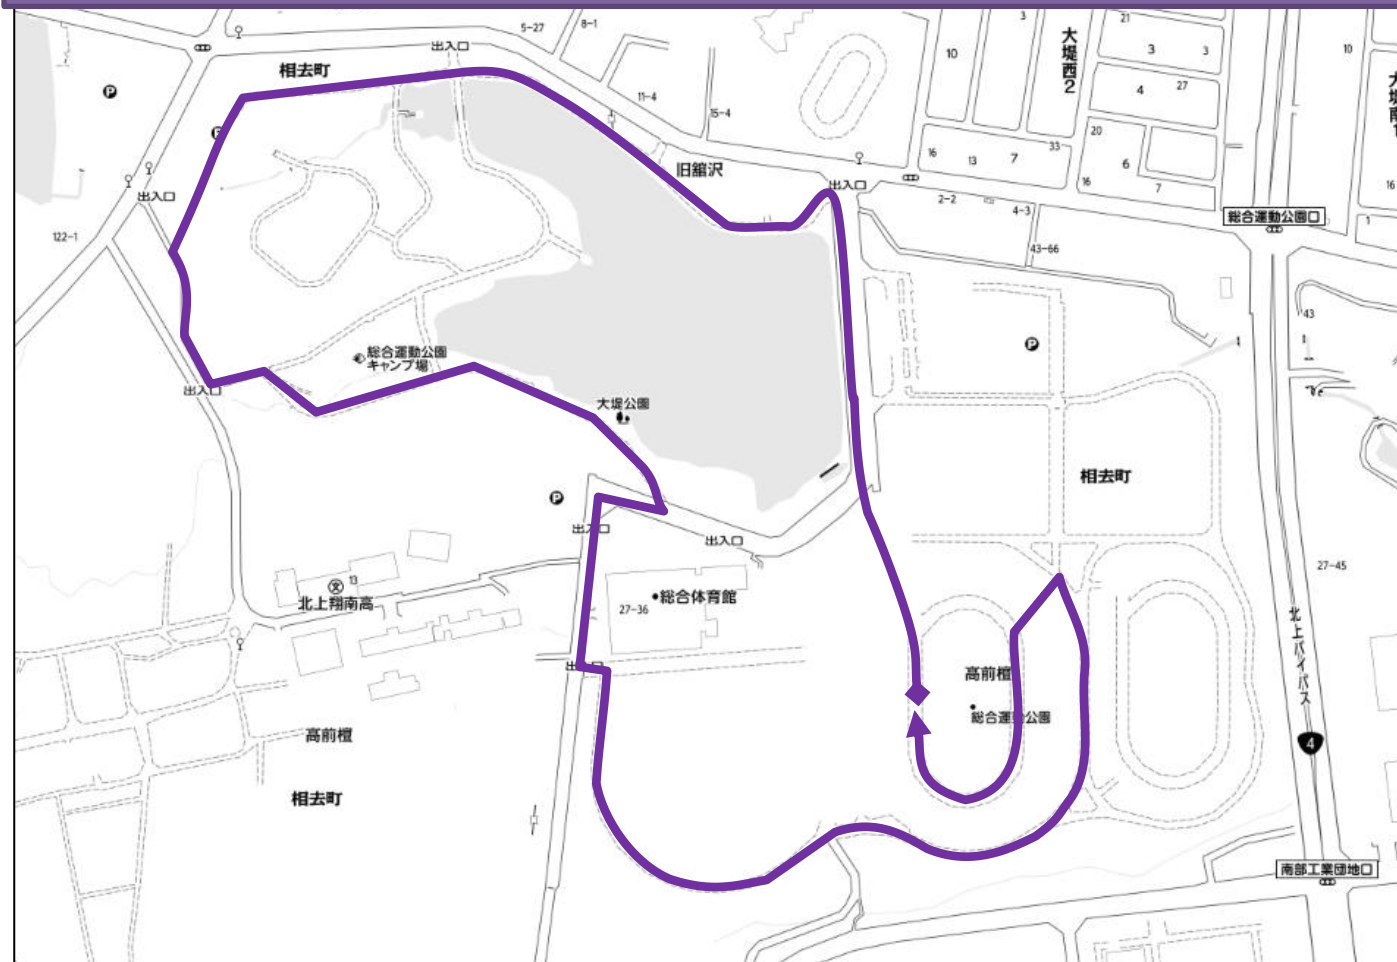 5-27
8-1
出入口
相去町
P
11-4
15-4
10
3
大堤西2
21
3
3
4
27
10
20
6
16
7
16
13
7
33
16
旧舘沢
出入口
2-2
4-3
43-66
総合運動公園口
1
出入口
122-1
43
P
総合運動公園
キャンプ場
出入口
大堤公園
相去町
P
出入口
出入口
27-45
文
13
北上翔南高
27-36
総合体育館
北上バイパス
出入口
高前檀
総合運動公園
高前檀
4
相去町
南部工業団地口